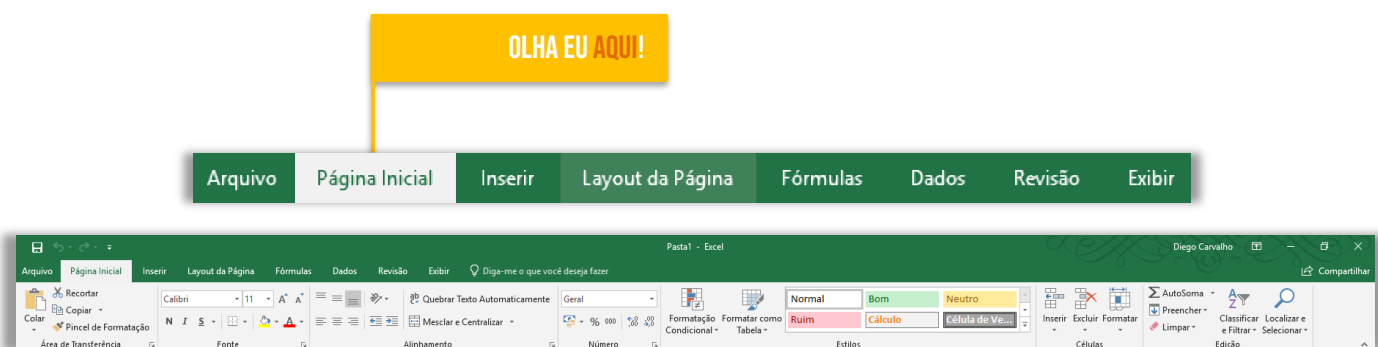 OLHA EU AQUI!
Arquivo Página Inicial Inserir Layout da Página Fórmulas Dados Revisão Exibir
Pasta1 - Excel Diego Carvalho
Arquivo Página Inicial Inserir Layout da Página Fórmulas Dados Revisão Exibir Diga-me o que você deseja fazer Compartilhar
Colar
Recortar
Copiar
Pincel de Formatação
Área de Transferência
Calibri 11 A A
N I S A
Fonte
Quebrar Texto Automaticamente
Mesclar e Centralizar
Alinhamento
Geral
% 000
Número
Formatação Condicional
Formatar como Tabela
Normal Bom Neutro
Ruim Cálculo Célula de Ve...
Estilos
Inserir Excluir Formatar
Células
AutoSoma
Preencher
Limpar
Classificar e Filtrar
Localizar e Selecionar
Edição